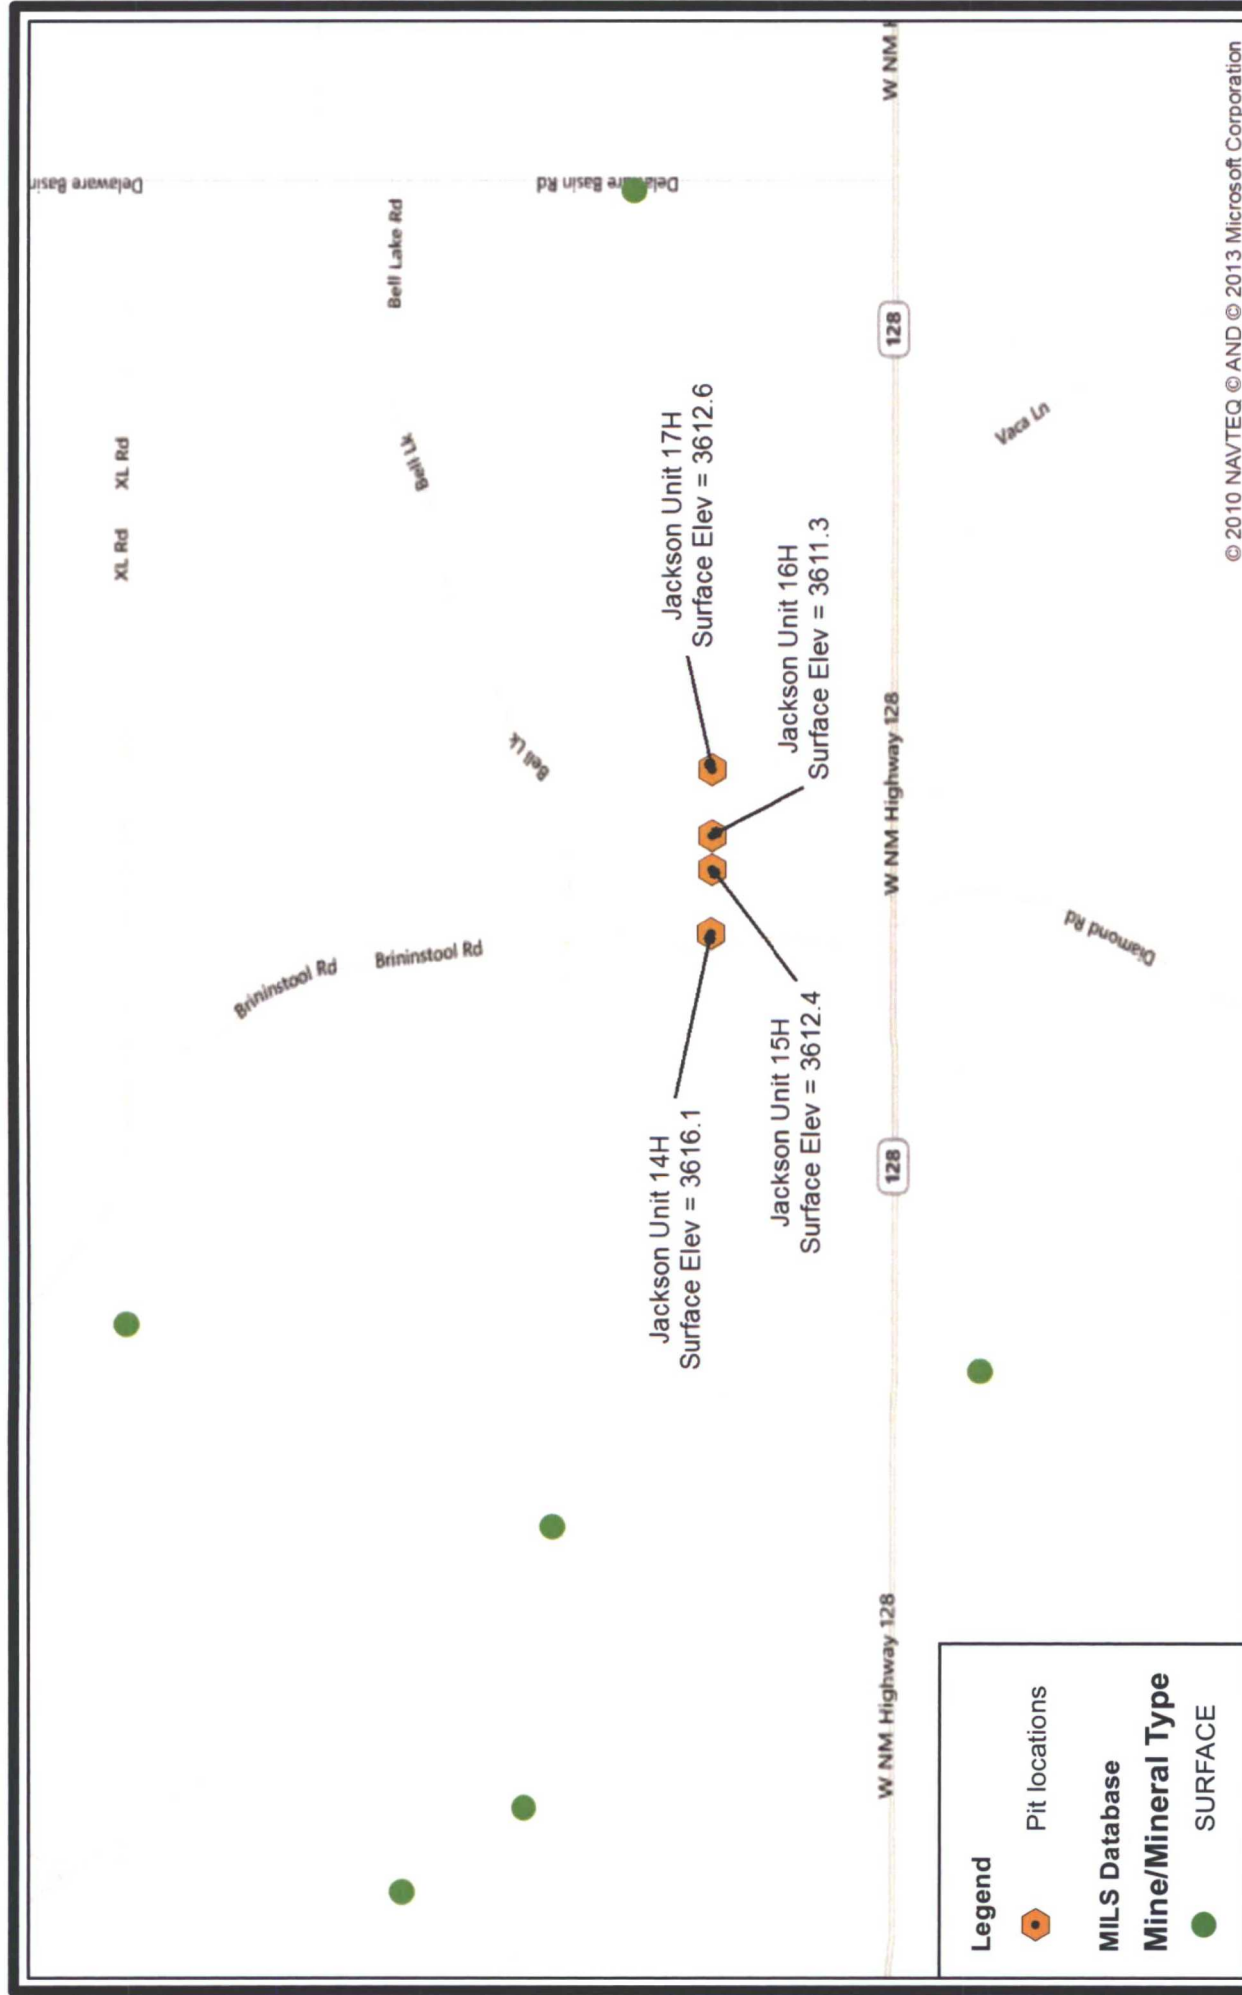 Delaware Basin
XL Rd
XL Rd
Bell Lake Rd
Bell Lk
Brininstool Rd
Brininstool Rd
Bell Lk
Delaware Basin Rd
Jackson Unit 14H
Surface Elev = 3616.1
Jackson Unit 17H
Surface Elev = 3612.6
Jackson Unit 15H
Surface Elev = 3612.4
Jackson Unit 16H
Surface Elev = 3611.3
W NM Highway 128
128
W NM Highway 128
128
W NM
Diamond Rd
Vaca Ln
Legend
Pit locations
MILS Database
Mine/Mineral Type
SURFACE
© 2010 NAVTEQ © AND © 2013 Microsoft Corporation